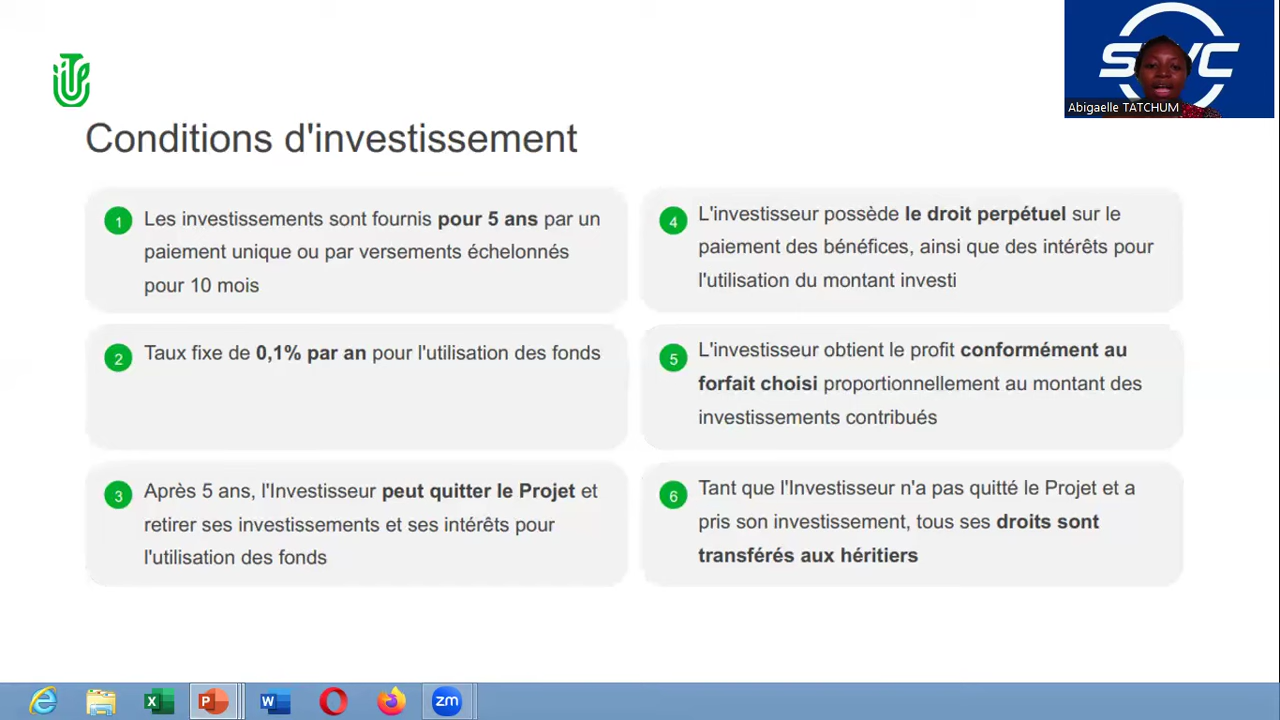 SWC
Abigaelle TATCHUM
Conditions d'investissement
1
Les investissements sont fournis pour 5 ans par un
paiement unique ou par versements échelonnés
pour 10 mois
2
Taux fixe de 0,1% par an pour l'utilisation des fonds
3
Après 5 ans, l'Investisseur peut quitter le Projet et
retirer ses investissements et ses intérêts pour
l'utilisation des fonds
4
L'investisseur possède le droit perpétuel sur le
paiement des bénéfices, ainsi que des intérêts pour
l'utilisation du montant investi
5
L'investisseur obtient le profit conformément au
forfait choisi proportionnellement au montant des
investissements contribués
6
Tant que l'Investisseur n'a pas quitté le Projet et a
pris son investissement, tous ses droits sont
transférés aux héritiers
zm